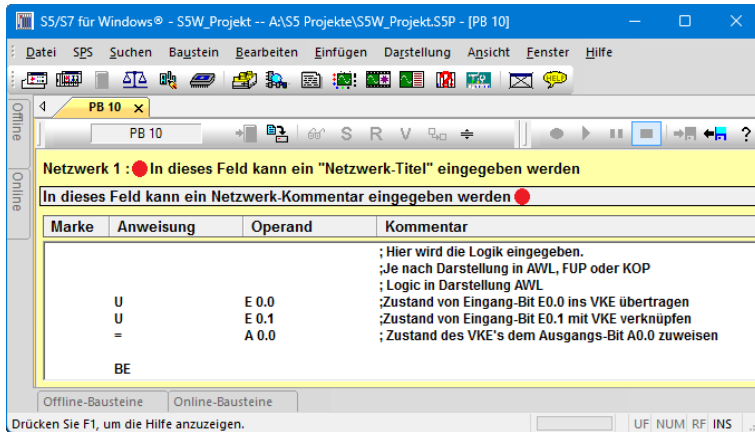 S5/S7 für Windows® - S5W_Projekt -- A:\S5 Projekte\S5W_Projekt.S5P - [PB 10]
Datei SPS Suchen Baustein Bearbeiten Einfügen Darstellung Ansicht Fenster Hilfe
HELP
Offline
Online
PB 10 x
PB 10 S R V ?
Netzwerk 1 : In dieses Feld kann ein "Netzwerk-Titel" eingegeben werden
In dieses Feld kann ein Netzwerk-Kommentar eingegeben werden
Marke Anweisung Operand Kommentar
; Hier wird die Logik eingegeben.
;Je nach Darstellung in AWL, FUP oder KOP
; Logic in Darstellung AWL
U E 0.0 ;Zustand von Eingang-Bit E0.0 ins VKE übertragen
U E 0.1 ;Zustand von Eingang-Bit E0.1 mit VKE verknüpfen
= A 0.0 ; Zustand des VKE's dem Ausgangs-Bit A0.0 zuweisen
BE
Offline-Bausteine Online-Bausteine
Drücken Sie F1, um die Hilfe anzuzeigen. UF NUM RF INS